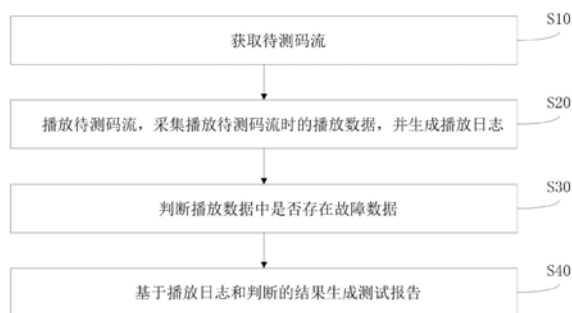 S10
获取待测码流
S20
播放待测码流，采集播放待测码流时的播放数据，并生成播放日志
S30
判断播放数据中是否存在故障数据
S40
基于播放日志和判断的结果生成测试报告